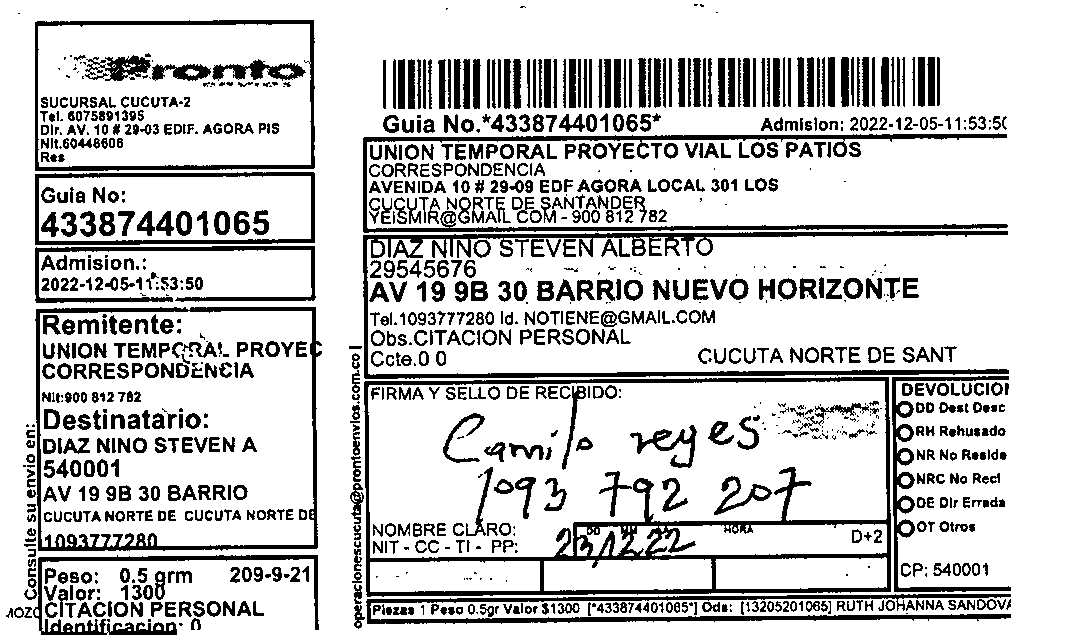 Pronto
SUCURSAL CUCUTA-2
Tel. 6075891395
Dir. AV. 10 # 29-03 EDIF. AGORA PIS
Nit.60448606
Res
Guia No:
433874401065
Admision.:
2022-12-05-11:53:50
Remitente:
UNION TEMPORAL PROYEC
CORRESPONDENCIA
Nit:900 812 782
Destinatario:
DIAZ NINO STEVEN A
540001
AV 19 9B 30 BARRIO
CUCUTA NORTE DE CUCUTA NORTE DE
1093777280
Peso: 0.5 grm 209-9-21
Valor: 1300
CITACION PERSONAL
Identificacion: 0
Consulte su envio en:
operacionescucuta@prontoenvios.com.co
Guia No.*433874401065*
Admision: 2022-12-05-11:53:50
UNION TEMPORAL PROYECTO VIAL LOS PATIOS
CORRESPONDENCIA
AVENIDA 10 # 29-09 EDF AGORA LOCAL 301 LOS
CUCUTA NORTE DE SANTANDER
YEISMIR@GMAIL COM - 900 812 782
DIAZ NINO STEVEN ALBERTO
29545676
AV 19 9B 30 BARRIO NUEVO HORIZONTE
Tel.1093777280 Id. NOTIENE@GMAIL.COM
Obs.CITACION PERSONAL
Ccte.0 0
CUCUTA NORTE DE SANT
FIRMA Y SELLO DE RECIBIDO:
Camilo reyes
1093 792 207
NOMBRE CLARO:
NIT - CC - TI - PP:
DD MM HORA
23/12/22
D+2
DEVOLUCION
DD Dest Desc
RH Rehusado
NR No Reside
NRC No Recl
DE Dir Errada
OT Otros
CP: 540001
Piezas 1 Peso 0.5gr Valor $1300 [*433874401065*] Ods: [13205201065] RUTH JOHANNA SANDOVA